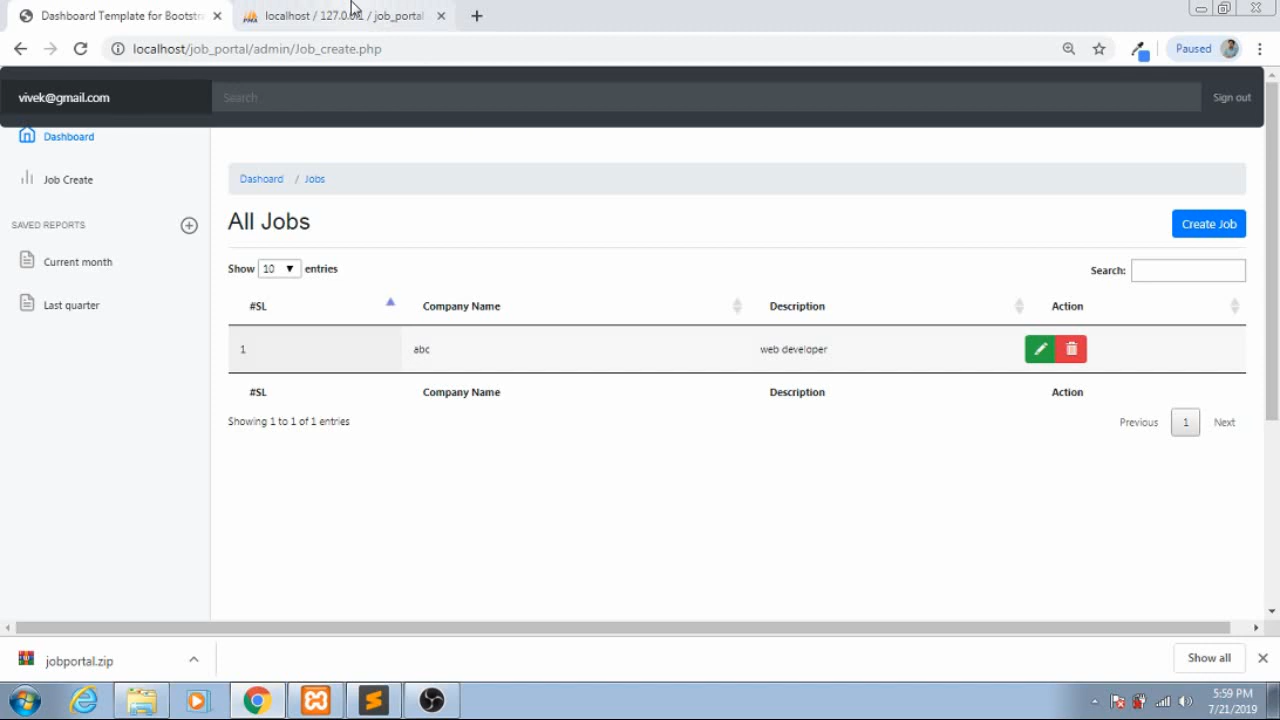 Dashboard Template for Bootstr
localhost / 127.0.0.1 / job_portal
localhost/job_portal/admin/Job_create.php
Paused
vivek@gmail.com
Search
Sign out
Dashboard
Job Create
SAVED REPORTS
Current month
Last quarter
Dashoard / Jobs
All Jobs
Create Job
Show 10 entries
Search:
#SL Company Name Description Action
1 abc web developer
#SL Company Name Description Action
Showing 1 to 1 of 1 entries
Previous 1 Next
jobportal.zip
Show all
5:59 PM
7/21/2019